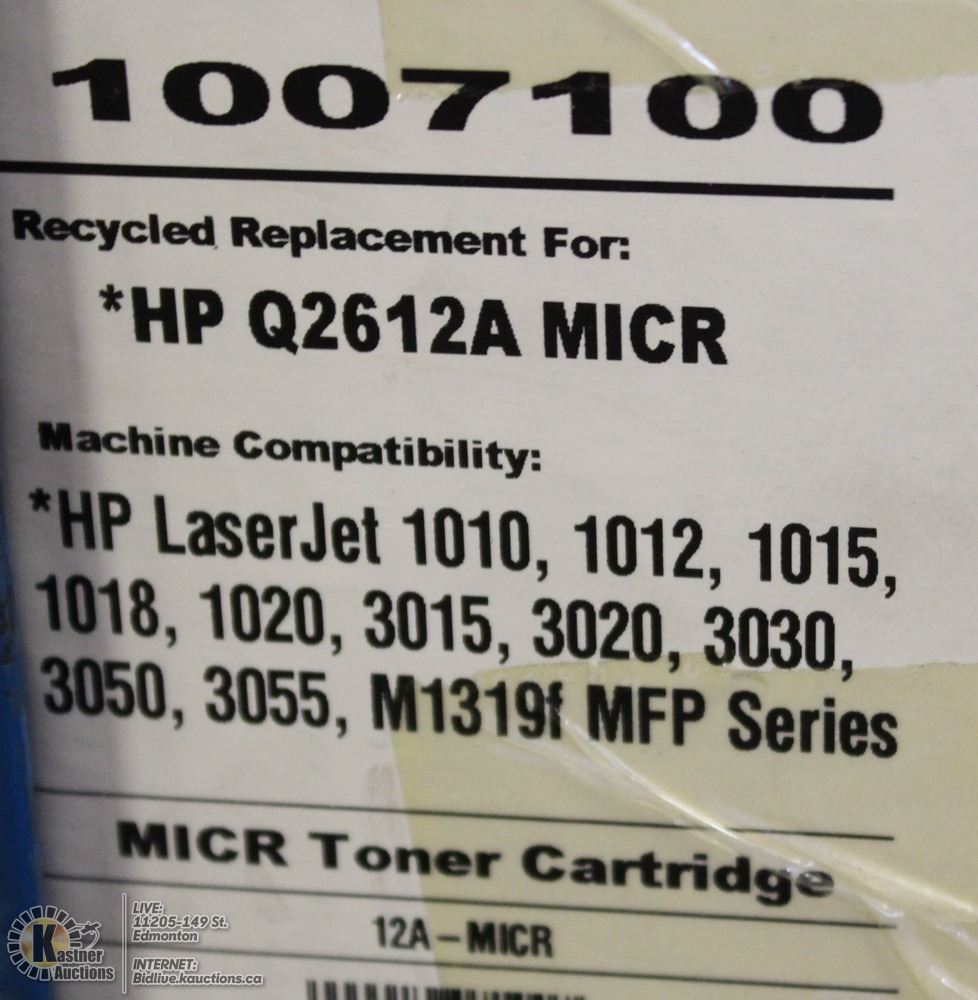 1007100
Recycled Replacement For:
*HP Q2612A MICR
Machine Compatibility:
*HP LaserJet 1010, 1012, 1015,
1018, 1020, 3015, 3020, 3030,
3050, 3055, M1319f MFP Series
MICR Toner Cartridge
12A-MICR
Kastner
Auctions
LIVE:
11205-149 St.
Edmonton
INTERNET:
Bidlive.kauctions.ca